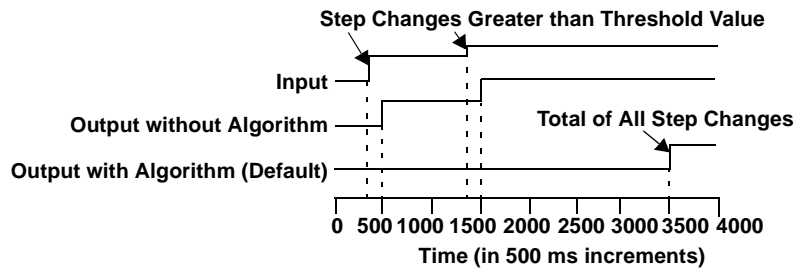 Step Changes Greater than Threshold Value
Input
Output without Algorithm
Total of All Step Changes
Output with Algorithm (Default)
0 500 1000 1500 2000 2500 3000 3500 4000
Time (in 500 ms increments)